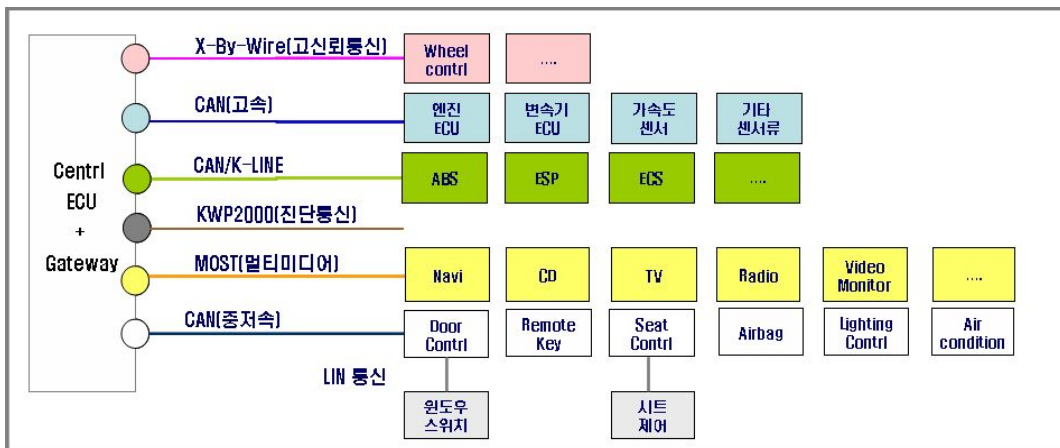 X-By-Wire(고신뢰통신)
Wheel
contrl
....
CAN(고속)
엔진
ECU
변속기
ECU
가속도
센서
기타
센서류
CAN/K-LINE
ABS
ESP
ECS
....
Centrl
ECU
+
Gateway
KWP2000(진단통신)
MOST(멀티미디어)
Navi
CD
TV
Radio
Video
Monitor
....
CAN(중저속)
Door
Contrl
Remote
Key
Seat
Contrl
Airbag
Lighting
Contrl
Air
condition
LIN 통신
윈도우
스위치
시트
제어